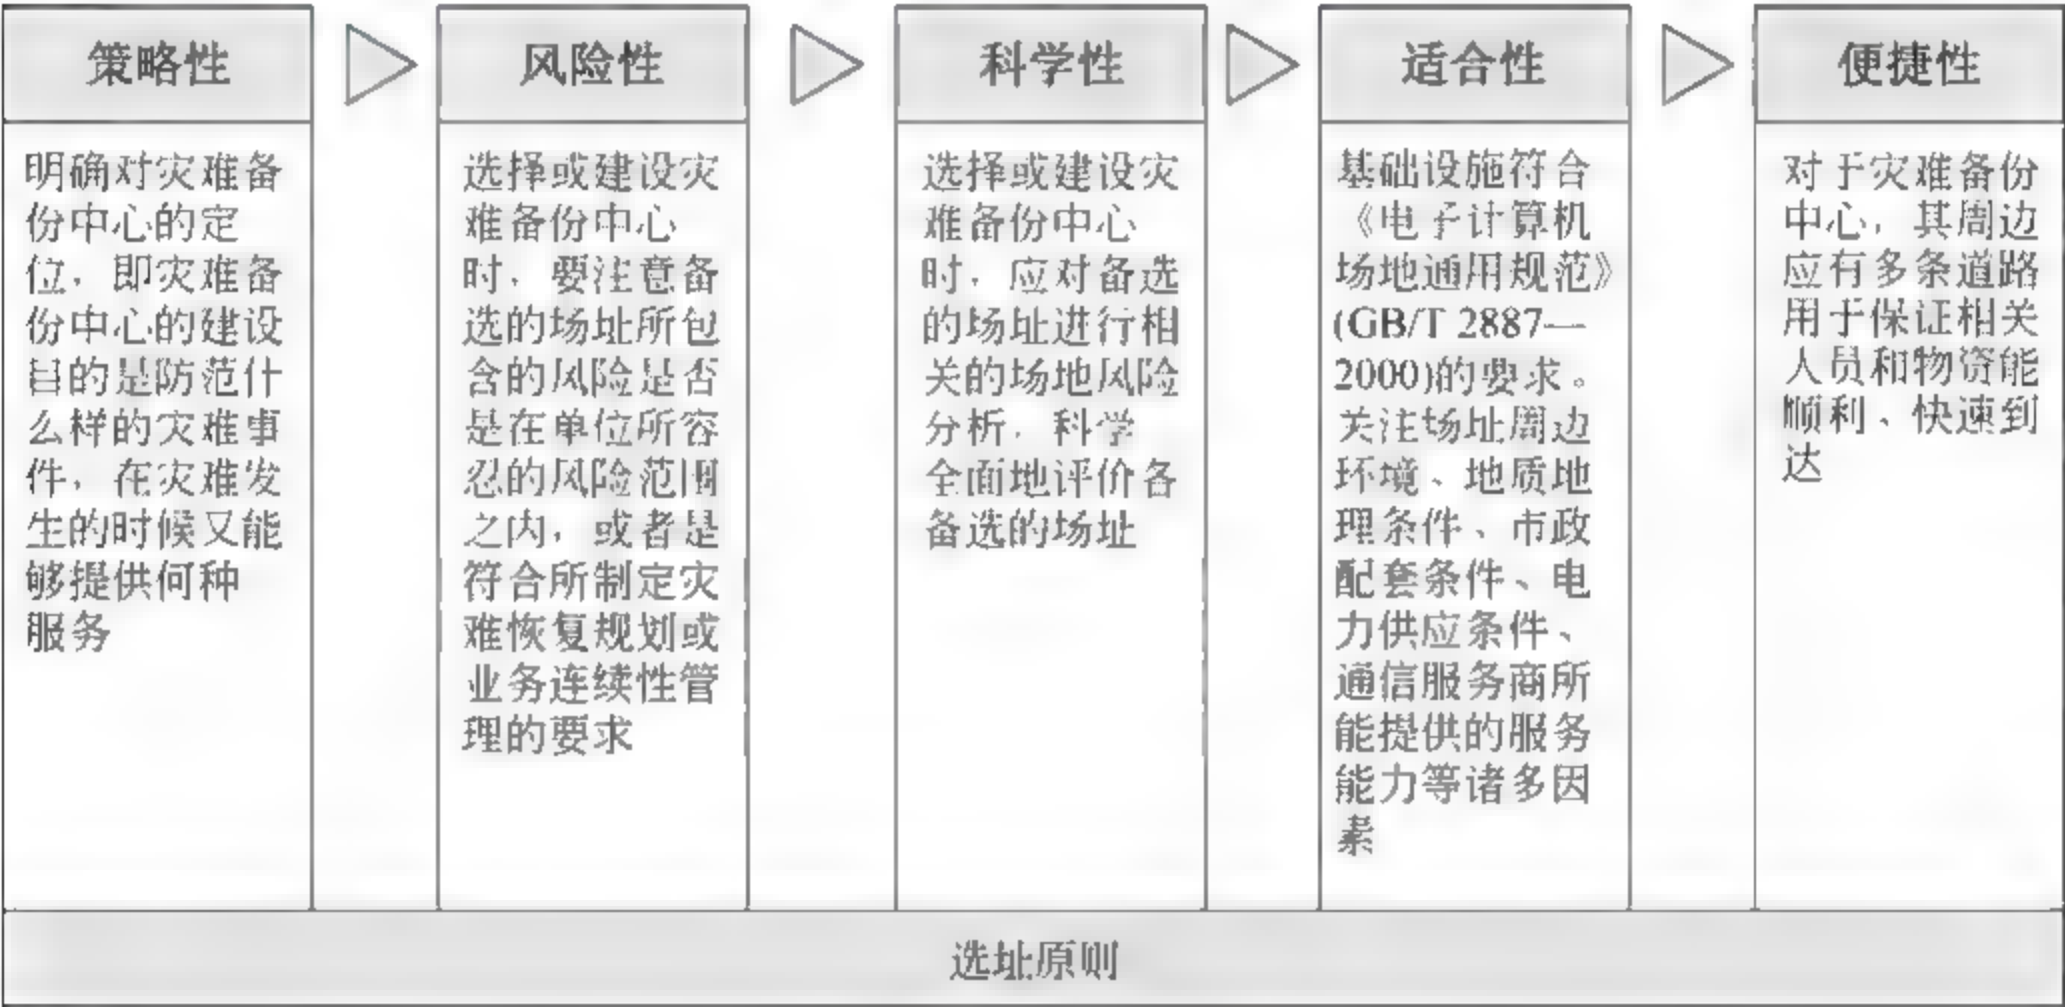 策略性
明确对灾难备
份中心的定
位，即灾难备
份中心的建设
目的是防范什
么样的灾难事
件，在灾难发
生的时候又能
够提供何种
服务
风险性
选择或建设灾
难备份中心
时，要注意备
选的场址所包
含的风险是否
是在单位所容
忍的风险范围
之内，或者是
符合所制定灾
难恢复规划或
业务连续性管
理的要求
科学性
选择或建设灾
难备份中心
时，应对备选
的场址进行相
关的场地风险
分析，科学
全面地评价各
备选的场址
适合性
基础设施符合
《电子计算机
场地通用规范》
(GB/T 2887—
2000)的要求。
关注场址周边
环境、地质地
理条件、市政
配套条件、电
力供应条件、
通信服务商所
能提供的服务
能力等诸多因
素
便捷性
对于灾难备份
中心，其周边
应有多条道路
用于保证相关
人员和物资能
顺利、快速到
达
选址原则